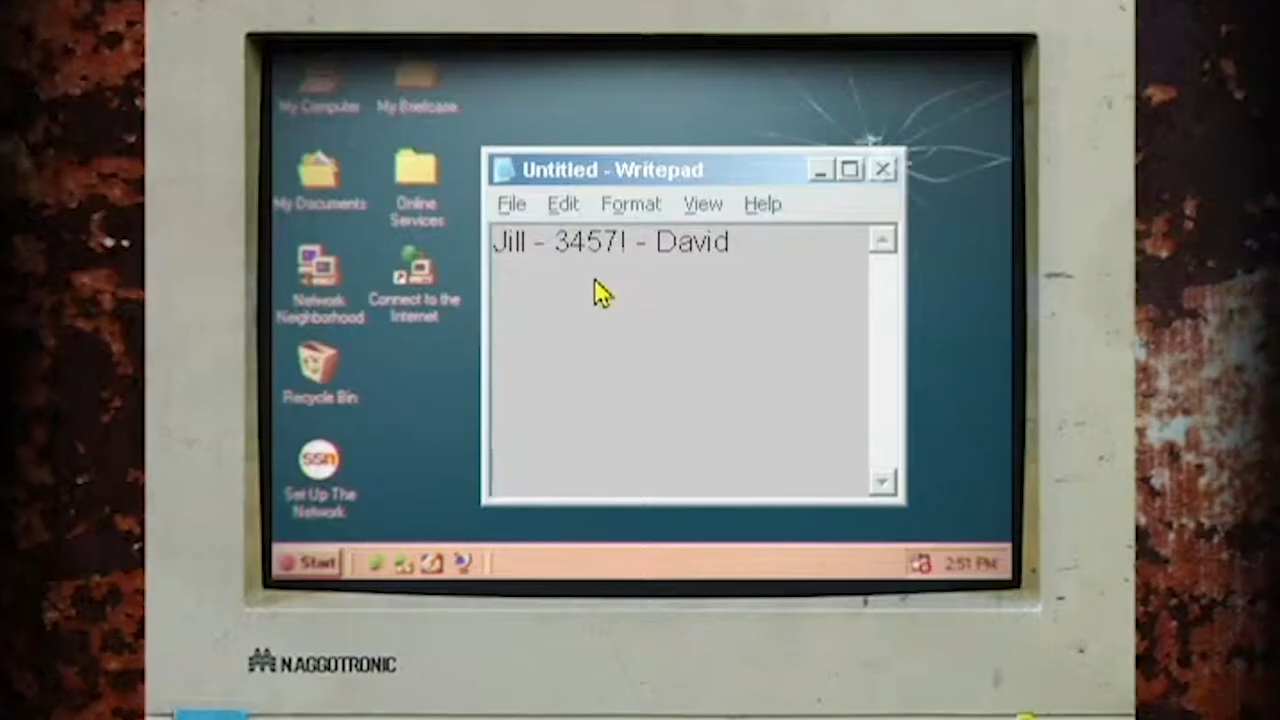 My Computer
My Briefcase
My Documents
Online Services
Network Neighborhood
Connect to the Internet
Recycle Bin
ssn
Set Up The Network
Untitled - Writepad
File Edit Format View Help
Jill - 3457! - David
Start
2:51 PM
NAGGOTRONIC